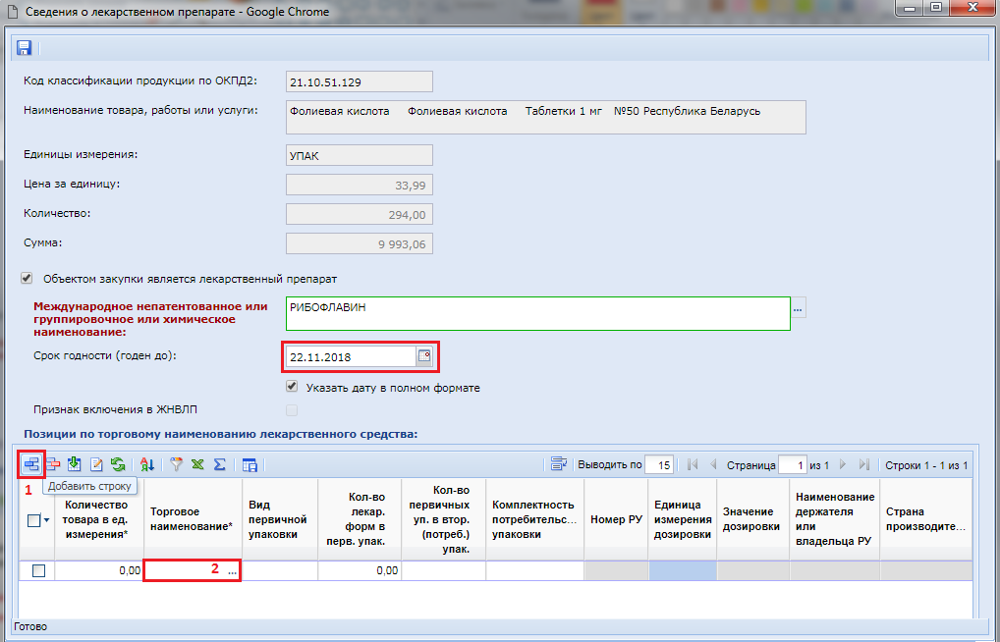 Сведения о лекарственном препарате - Google Chrome
Код классификации продукции по ОКПД2: 21.10.51.129
Наименование товара, работы или услуги: Фолиевая кислота Фолиевая кислота Таблетки 1 мг №50 Республика Беларусь
Единицы измерения: УПАК
Цена за единицу: 33,99
Количество: 294,00
Сумма: 9 993,06
Объектом закупки является лекарственный препарат
Международное непатентованное или
группировочное или химическое
наименование:
РИБОФЛАВИН
...
Срок годности (годен до): 22.11.2018
Указать дату в полном формате
Признак включения в ЖНВЛП
Позиции по торговому наименованию лекарственного средства:
Выводить по 15 Страница 1 из 1 Строки 1 - 1 из 1
1 Добавить строку
Количество
товара в ед.
измерения*
Торговое
наименование*
Вид
первичной
упаковки
Кол-во
лекар.
форм в
перв. упак.
Кол-во
первичных
уп. в втор.
(потреб.)
упак.
Комплектность
потребительс...
упаковки
Номер РУ
Единица
измерения
дозировки
Значение
дозировки
Наименование
держателя
или
владельца РУ
Страна
производите...
0,00 2 ... 0,00
Готово